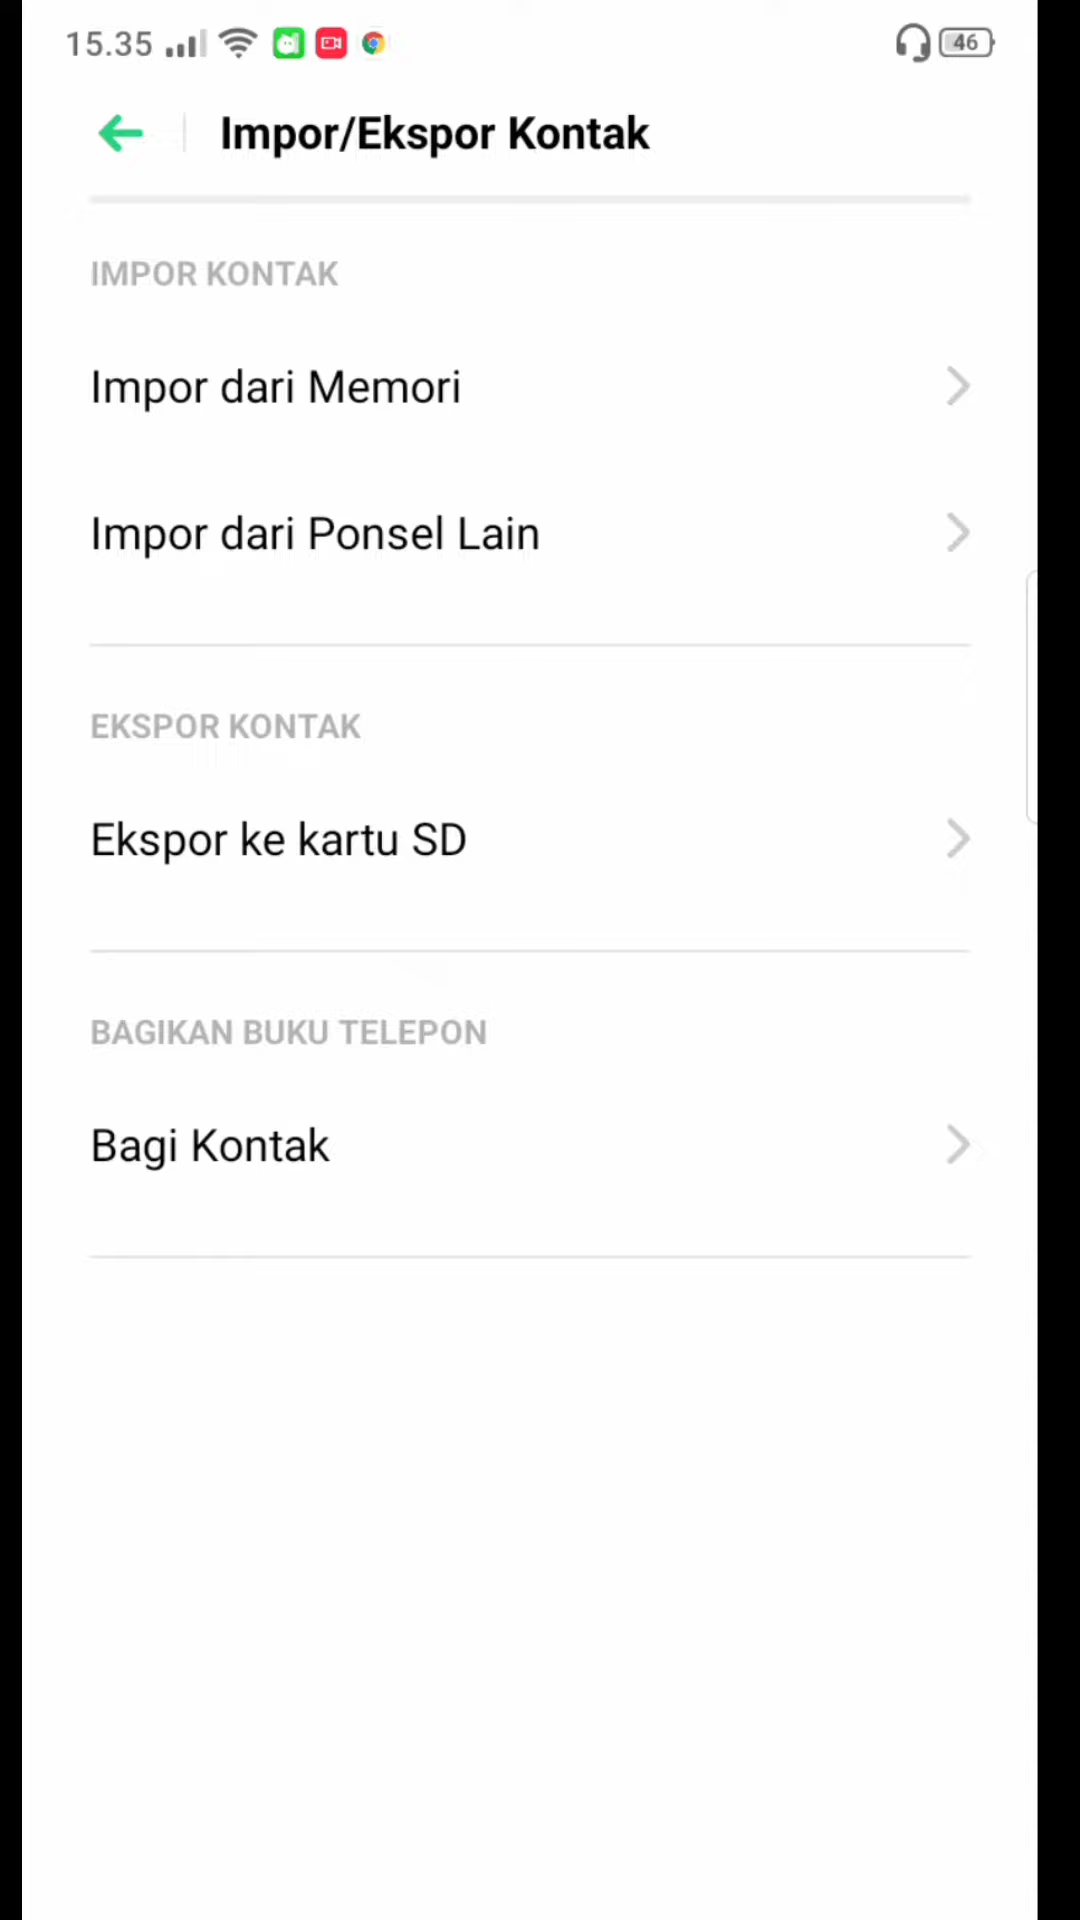 15.35 46
Impor/Ekspor Kontak
IMPOR KONTAK
Impor dari Memori
Impor dari Ponsel Lain
EKSPOR KONTAK
Ekspor ke kartu SD
BAGIKAN BUKU TELEPON
Bagi Kontak